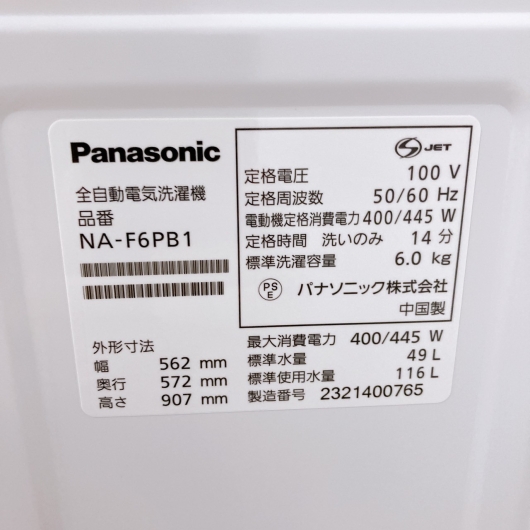 Panasonic
全自動電気洗濯機
品番
NA-F6PB1
外形寸法
幅 562 mm
奥行 572 mm
高さ 907 mm
S JET
定格電圧 100 V
定格周波数 50/60 Hz
電動機定格消費電力 400/445 W
定格時間 洗いのみ 14 分
標準洗濯容量 6.0 kg
PS E パナソニック株式会社
中国製
最大消費電力 400/445 W
標準水量 49 L
標準使用水量 116 L
製造番号 2321400765